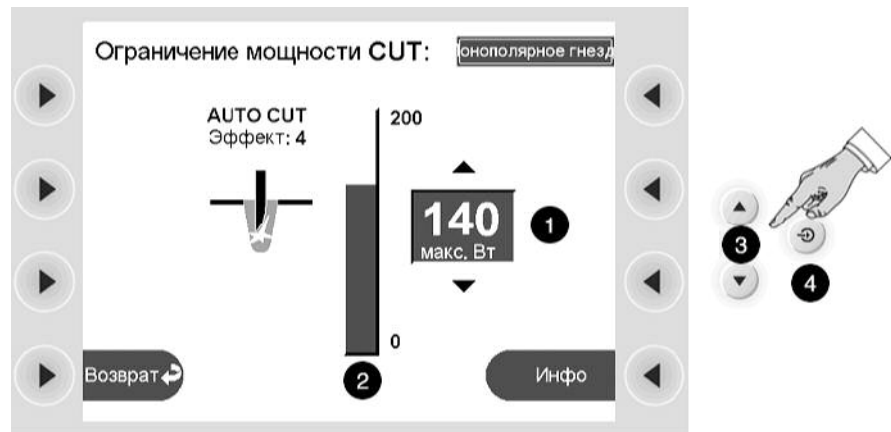 Ограничение мощности CUT:
онополярное гнезд
AUTO CUT
Эффект: 4
200
140
макс. Вт
1
3
4
0
Возврат
2
Инфо